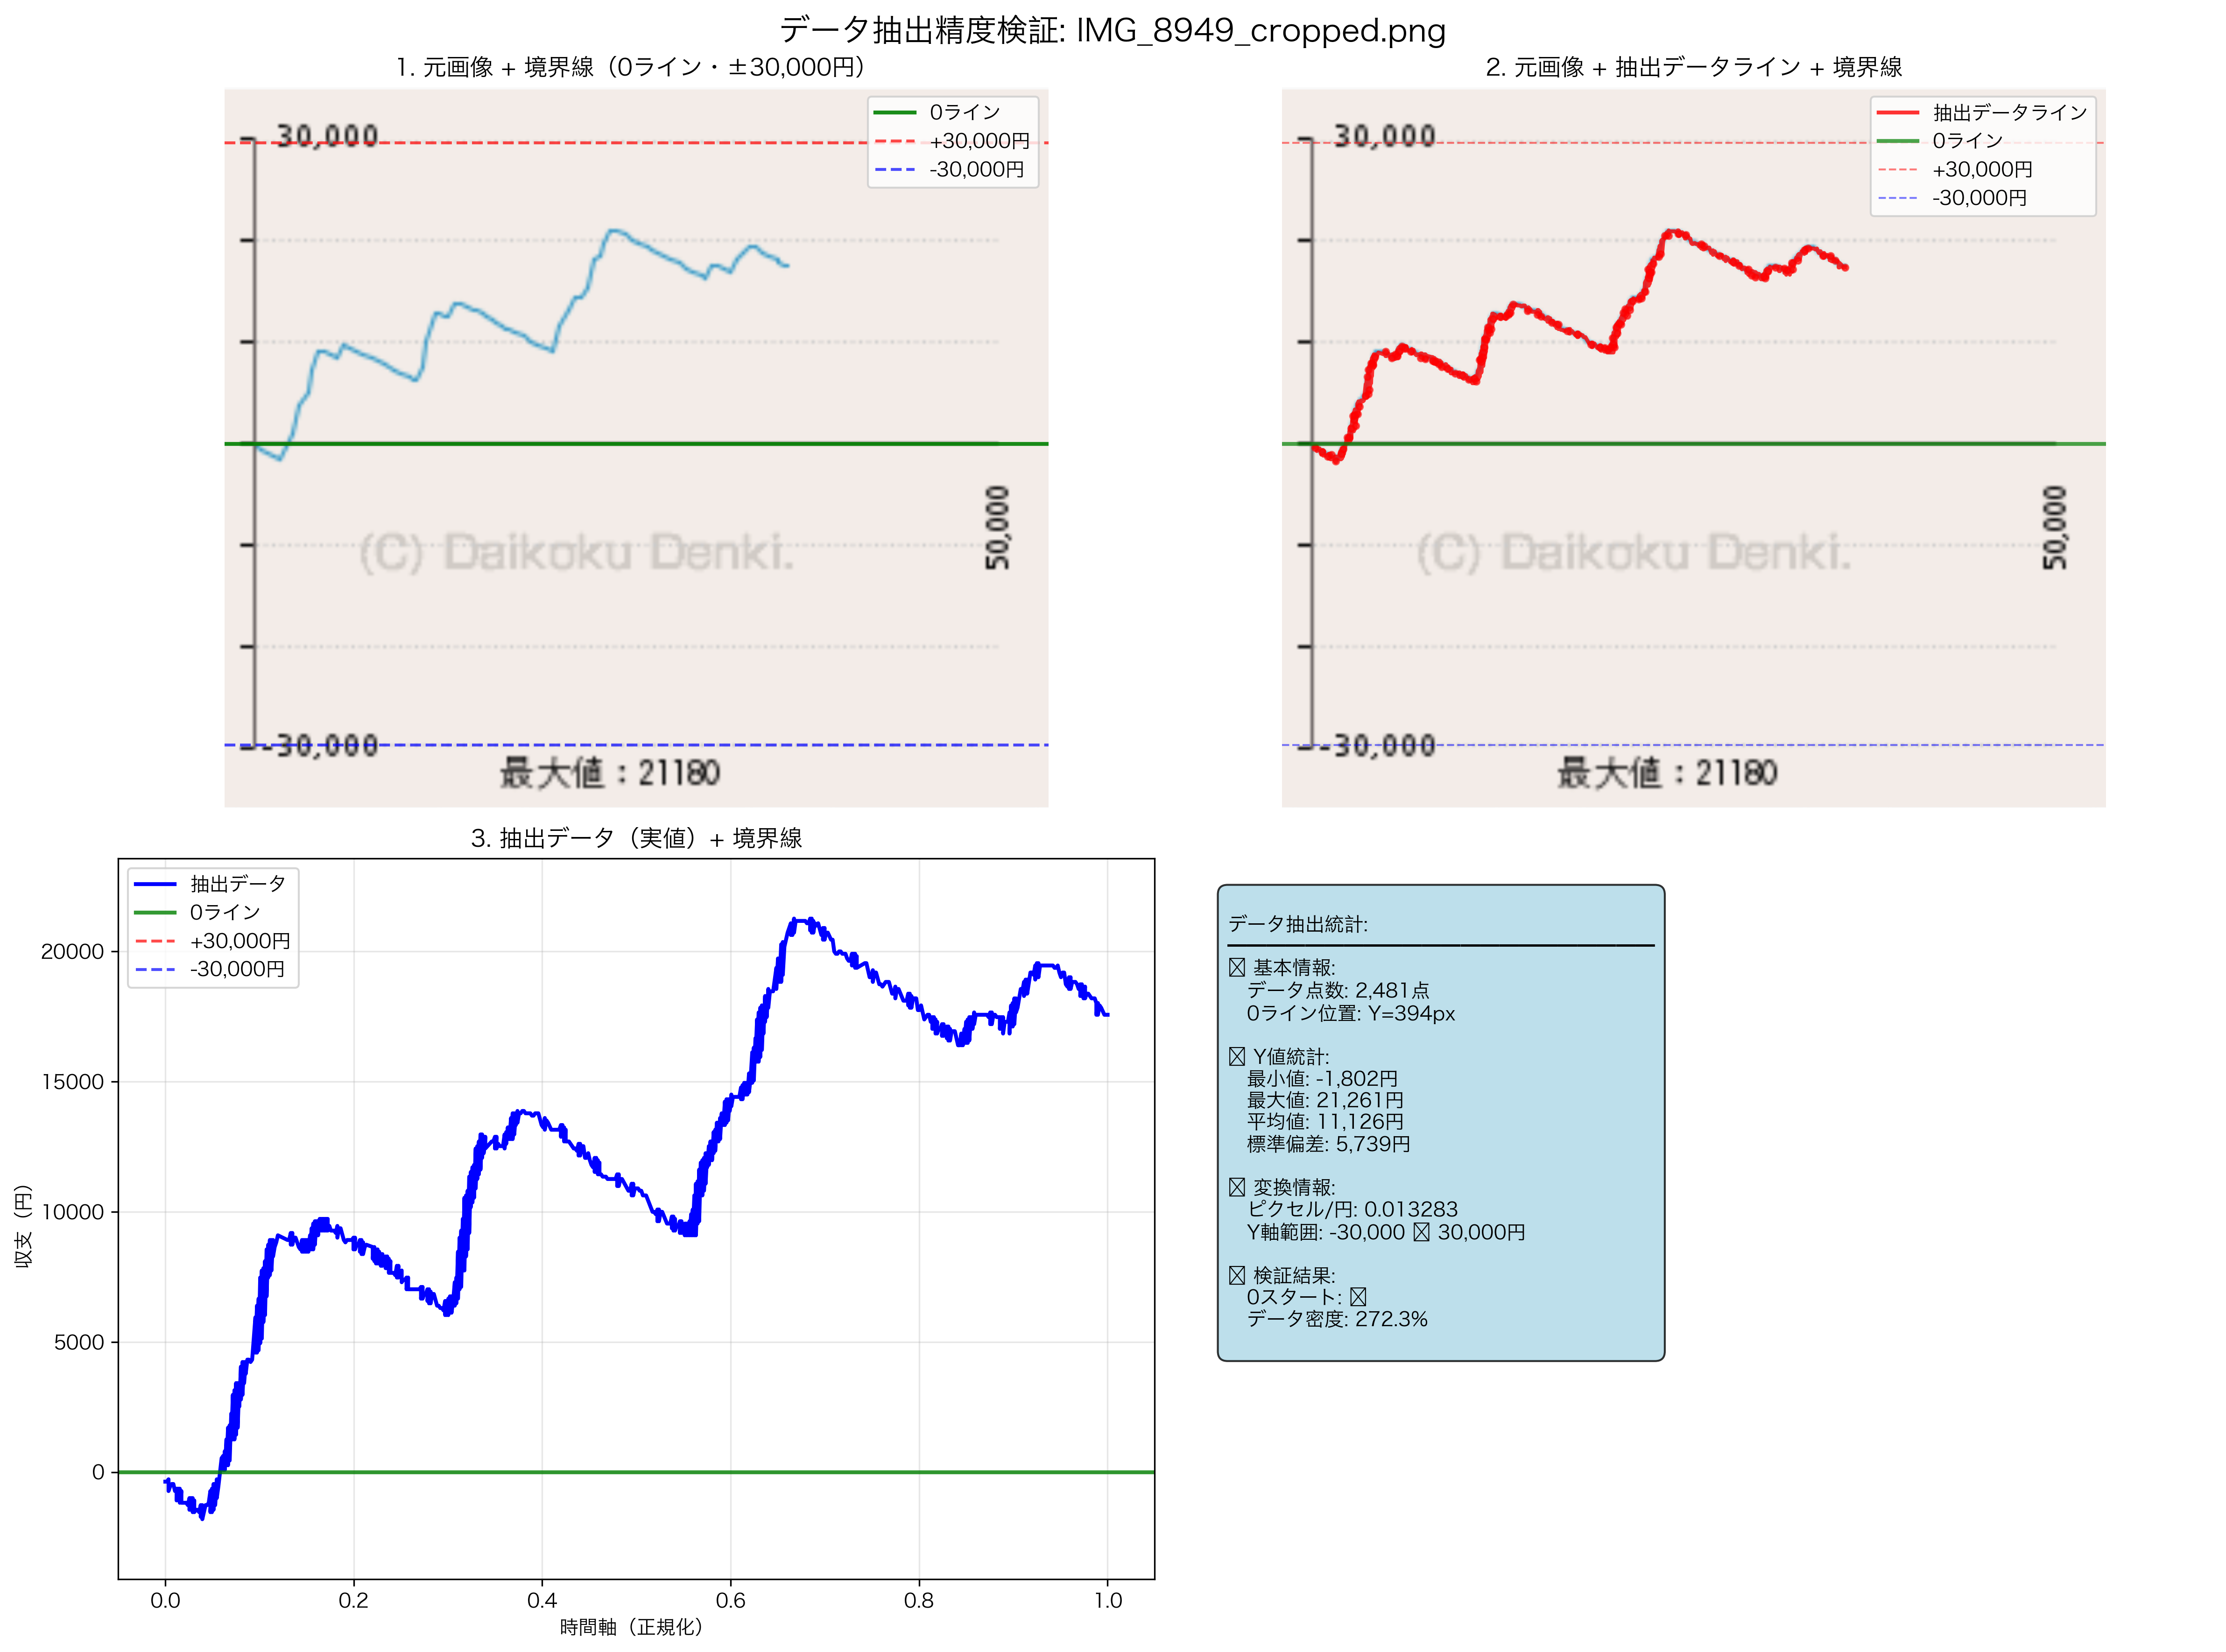 データ抽出精度検証: IMG_8949_cropped.png
1. 元画像 + 境界線（0ライン・±30,000円）
30,000
0ライン
+30,000円
-30,000円
50,000
(C) Daikoku Denki.
-30,000
最大値：21180
2. 元画像 + 抽出データライン + 境界線
30,000
抽出データライン
0ライン
+30,000円
-30,000円
50,000
(C) Daikoku Denki.
-30,000
最大値：21180
3. 抽出データ（実値）+ 境界線
抽出データ
0ライン
+30,000円
-30,000円
20000
15000
10000
5000
0
収支（円）
0.0 0.2 0.4 0.6 0.8 1.0
時間軸（正規化）
データ抽出統計:
基本情報:
データ点数: 2,481点
0ライン位置: Y=394px
Y値統計:
最小値: -1,802円
最大値: 21,261円
平均値: 11,126円
標準偏差: 5,739円
変換情報:
ピクセル/円: 0.013283
Y軸範囲: -30,000 30,000円
検証結果:
0スタート:
データ密度: 272.3%